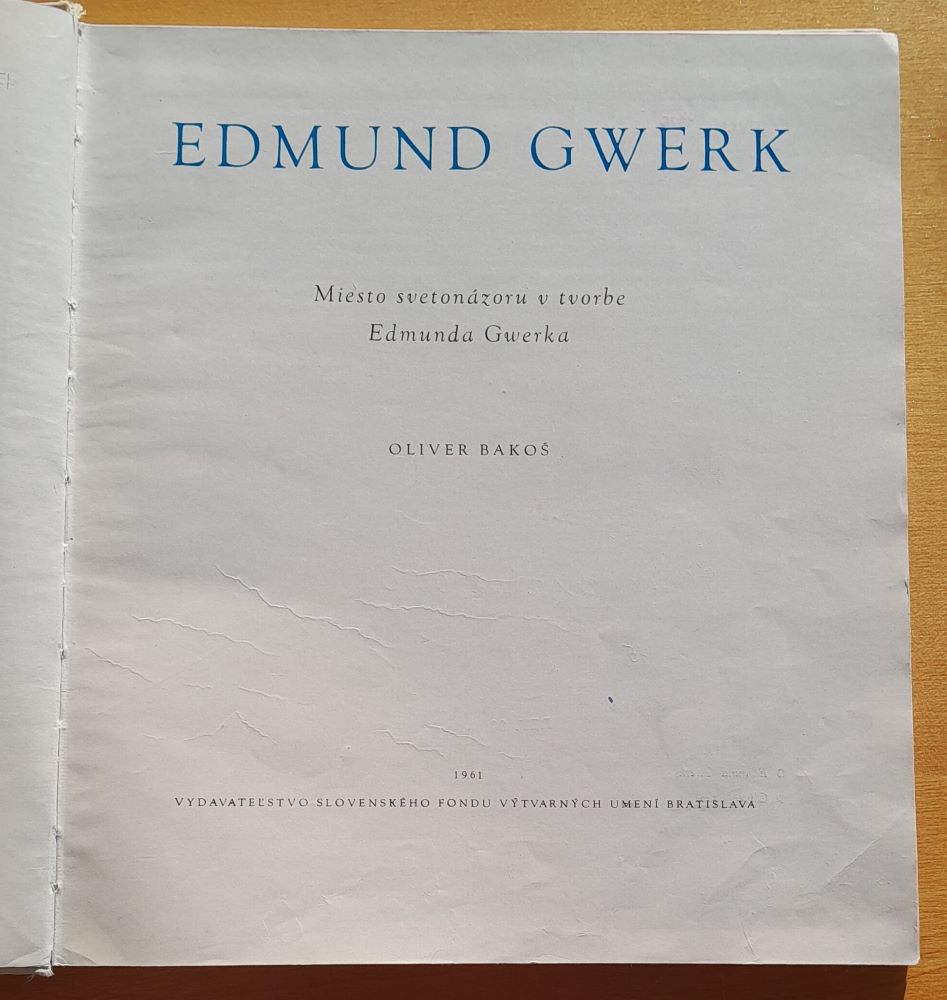 EDMUND GWERK
Miesto svetonázoru v tvorbe
Edmunda Gwerka
OLIVER BAKOŠ
1961
VYDAVATEĽSTVO SLOVENSKÉHO FONDU VÝTVARNÝCH UMENÍ BRATISLAVA